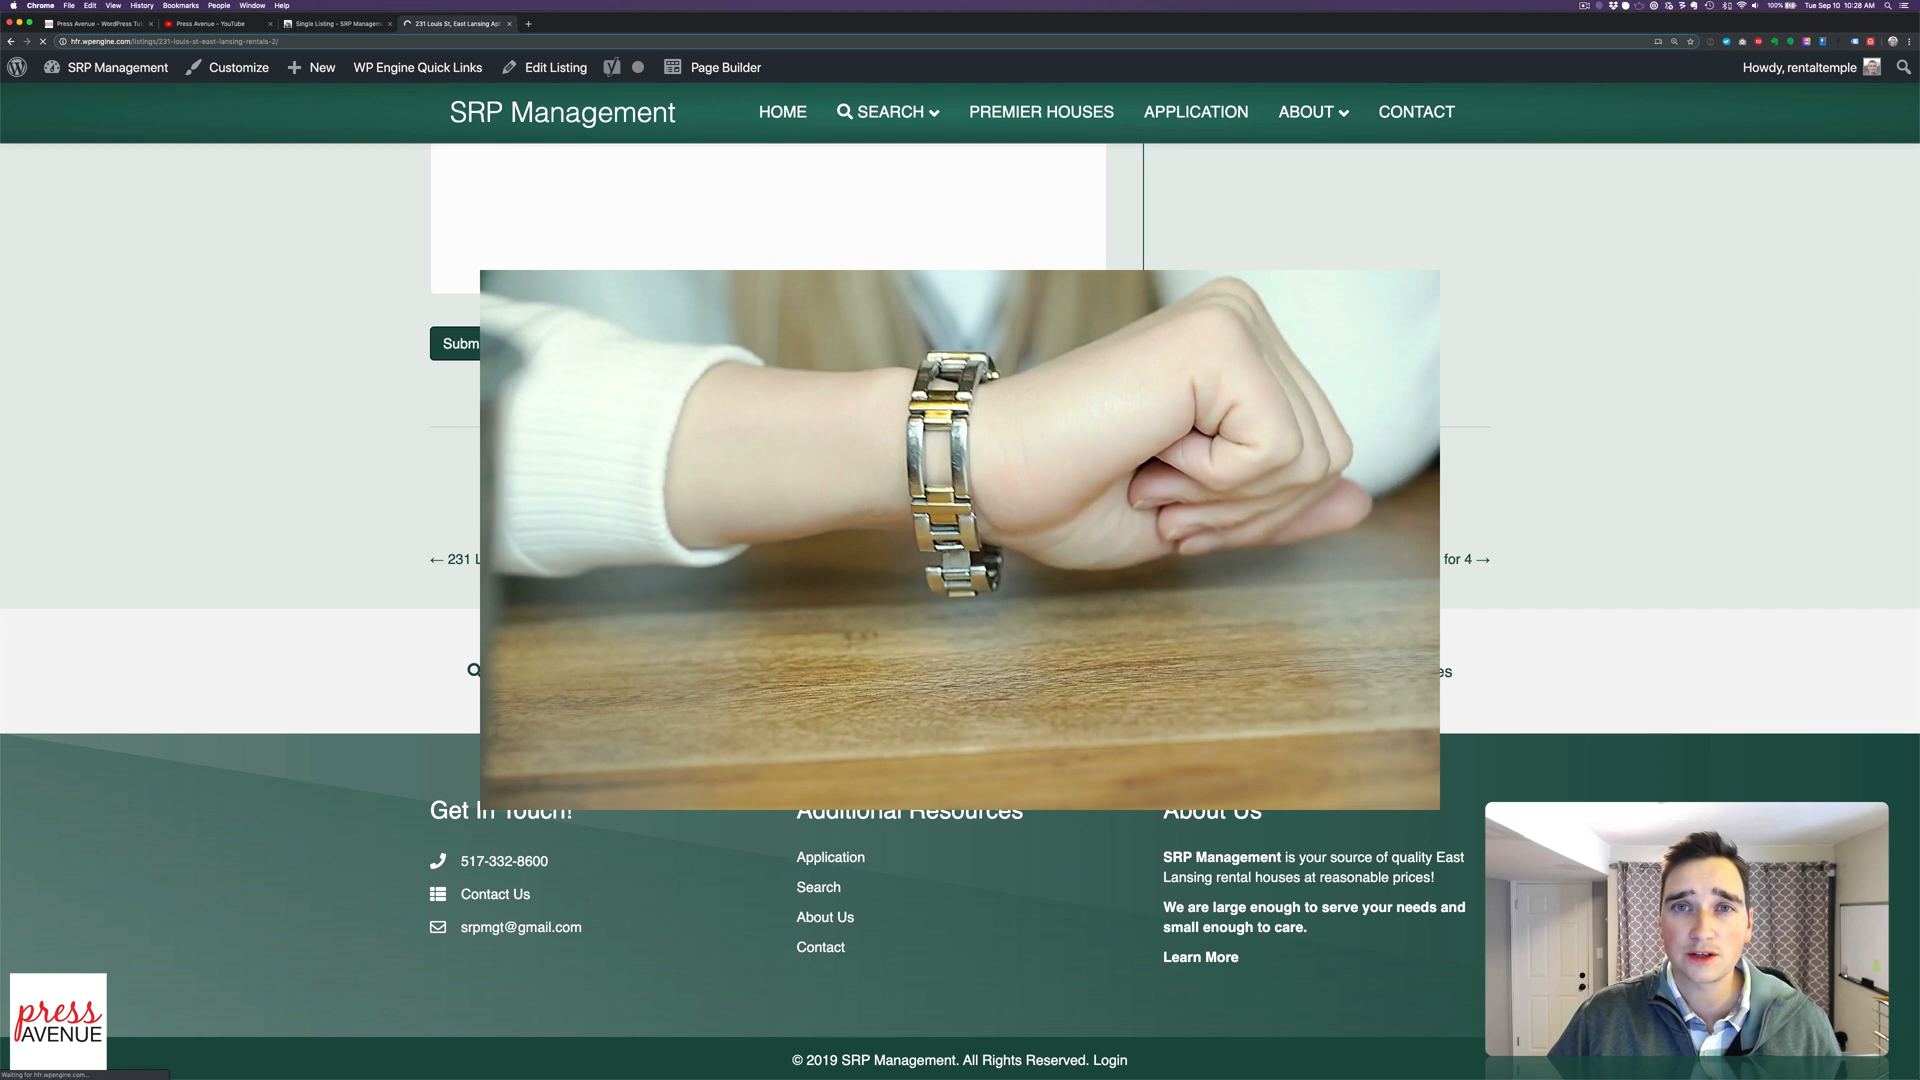 Chrome File Edit View History Bookmarks People Window Help
100% Tue Sep 10 10:28 AM
Press Avenue - WordPress Tu
Press Avenue - YouTube
Single Listing - SRP Managem
231 Louis St, East Lansing Apt
hfr.wpengine.com/listings/231-louis-st-east-lansing-rentals-2/
SRP Management Customize New WP Engine Quick Links Edit Listing Page Builder Howdy, rentaltemple
SRP Management HOME SEARCH PREMIER HOUSES APPLICATION ABOUT CONTACT
Subm
← 231 L
for 4 →
es
Get In Touch!
517-332-8600
Contact Us
srpmgt@gmail.com
Additional Resources
Application
Search
About Us
Contact
About Us
SRP Management is your source of quality East
Lansing rental houses at reasonable prices!
We are large enough to serve your needs and
small enough to care.
Learn More
press
AVENUE
© 2019 SRP Management. All Rights Reserved. Login
Waiting for hfr.wpengine.com...